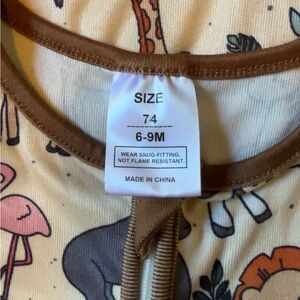 SIZE
74
6-9M
WEAR SNUG-FITTING,
NOT FLAME RESISTANT.
MADE IN CHINA